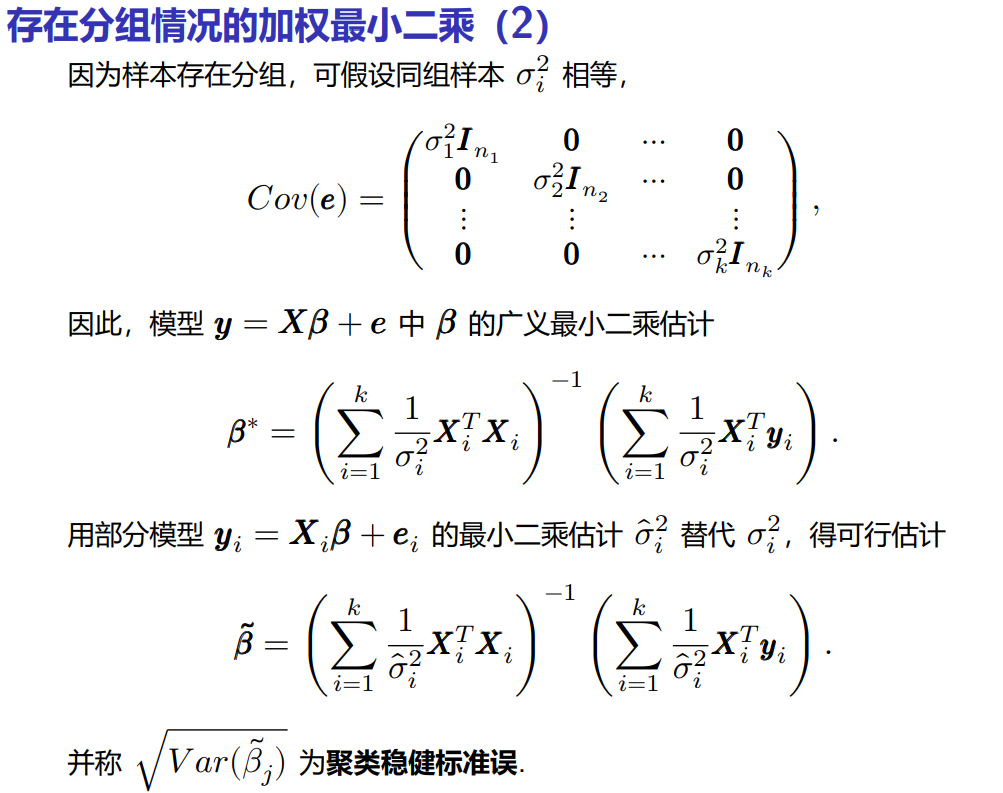 存在分组情况的加权最小二乘（2）
因为样本存在分组，可假设同组样本 $\sigma_i^2$ 相等，
$$Cov(\boldsymbol{e}) = \begin{pmatrix} \sigma_1^2 \boldsymbol{I}_{n_1} & \boldsymbol{0} & \cdots & \boldsymbol{0} \\ \boldsymbol{0} & \sigma_2^2 \boldsymbol{I}_{n_2} & \cdots & \boldsymbol{0} \\ \vdots & \vdots & & \vdots \\ \boldsymbol{0} & \boldsymbol{0} & \cdots & \sigma_k^2 \boldsymbol{I}_{n_k} \end{pmatrix},$$
因此，模型 $\boldsymbol{y} = \boldsymbol{X}\boldsymbol{\beta} + \boldsymbol{e}$ 中 $\boldsymbol{\beta}$ 的广义最小二乘估计
$$\boldsymbol{\beta}^* = \left( \sum_{i=1}^{k} \frac{1}{\sigma_i^2} \boldsymbol{X}_i^T \boldsymbol{X}_i \right)^{-1} \left( \sum_{i=1}^{k} \frac{1}{\sigma_i^2} \boldsymbol{X}_i^T \boldsymbol{y}_i \right).$$
用部分模型 $\boldsymbol{y}_i = \boldsymbol{X}_i \boldsymbol{\beta} + \boldsymbol{e}_i$ 的最小二乘估计 $\hat{\sigma}_i^2$ 替代 $\sigma_i^2$，得可行估计
$$\tilde{\boldsymbol{\beta}} = \left( \sum_{i=1}^{k} \frac{1}{\hat{\sigma}_i^2} \boldsymbol{X}_i^T \boldsymbol{X}_i \right)^{-1} \left( \sum_{i=1}^{k} \frac{1}{\hat{\sigma}_i^2} \boldsymbol{X}_i^T \boldsymbol{y}_i \right).$$
并称 $\sqrt{Var(\tilde{\beta}_j)}$ 为聚类稳健标准误.